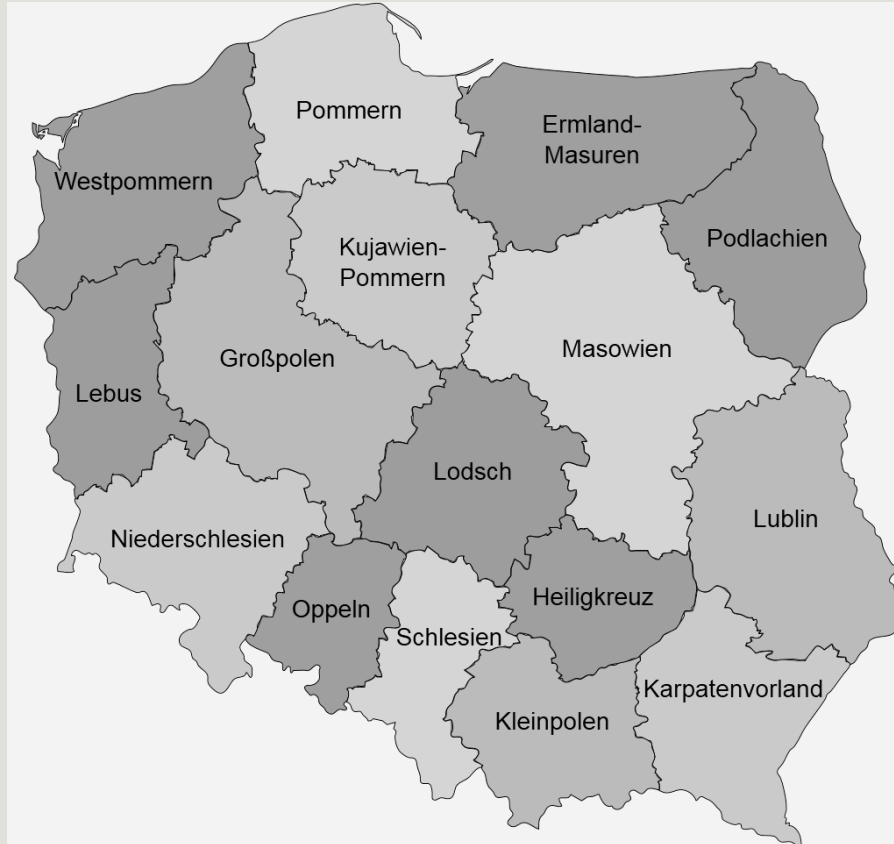 Pommern
Ermland-
Masuren
Westpommern
Podlachien
Kujawien-
Pommern
Masowien
Großpolen
Lebus
Lodsch
Lublin
Niederschlesien
Heiligkreuz
Oppeln
Schlesien
Karpatenvorland
Kleinpolen